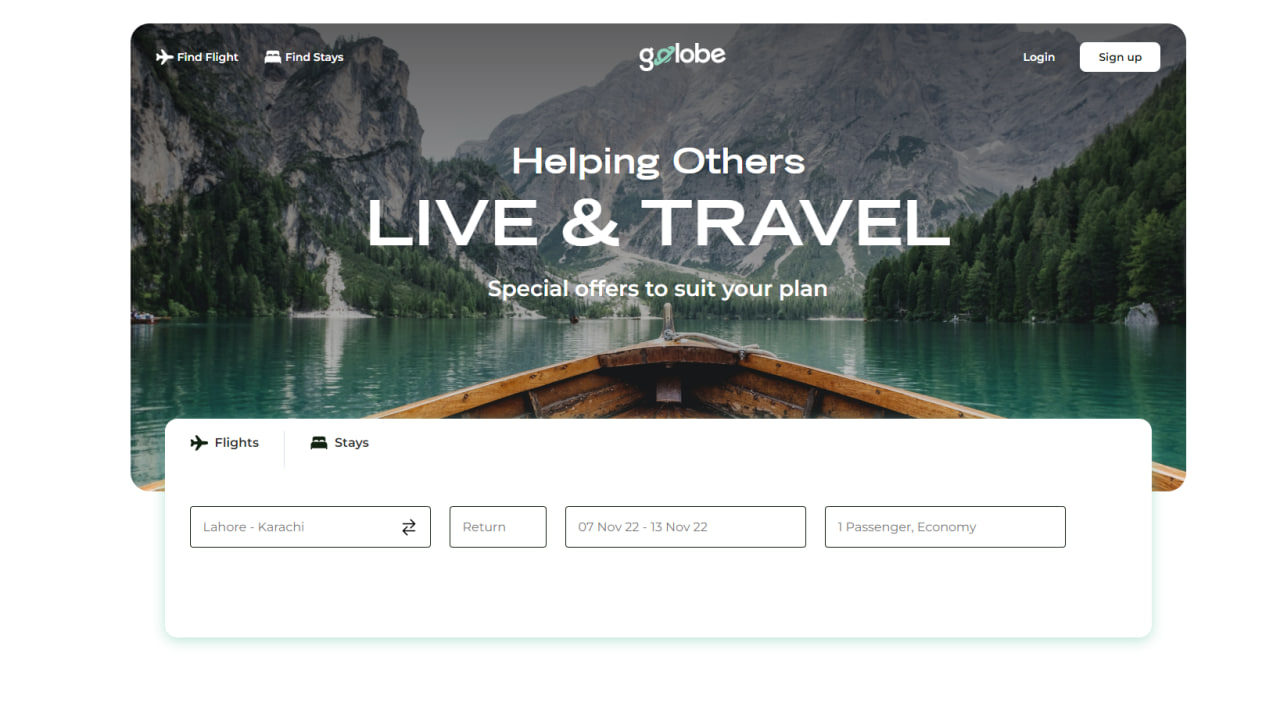 Find Flight
Find Stays
golobe
Login
Sign up
Helping Others
LIVE & TRAVEL
Special offers to suit your plan
Flights
Stays
Lahore - Karachi
Return
07 Nov 22 - 13 Nov 22
1 Passenger, Economy